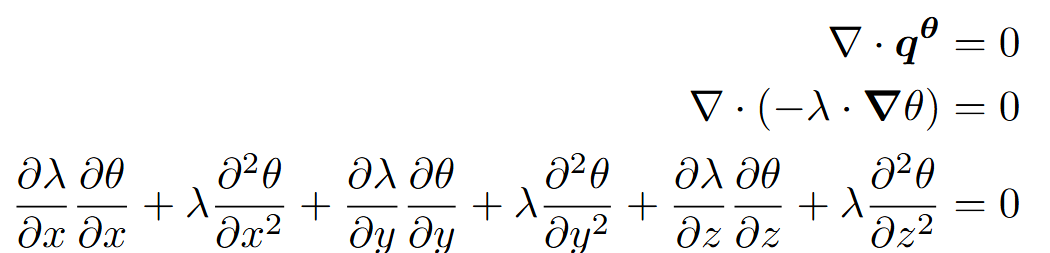 ∇ · q^θ = 0
∇ · (−λ · ∇θ) = 0
∂λ/∂x ∂θ/∂x + λ ∂²θ/∂x² + ∂λ/∂y ∂θ/∂y + λ ∂²θ/∂y² + ∂λ/∂z ∂θ/∂z + λ ∂²θ/∂z² = 0